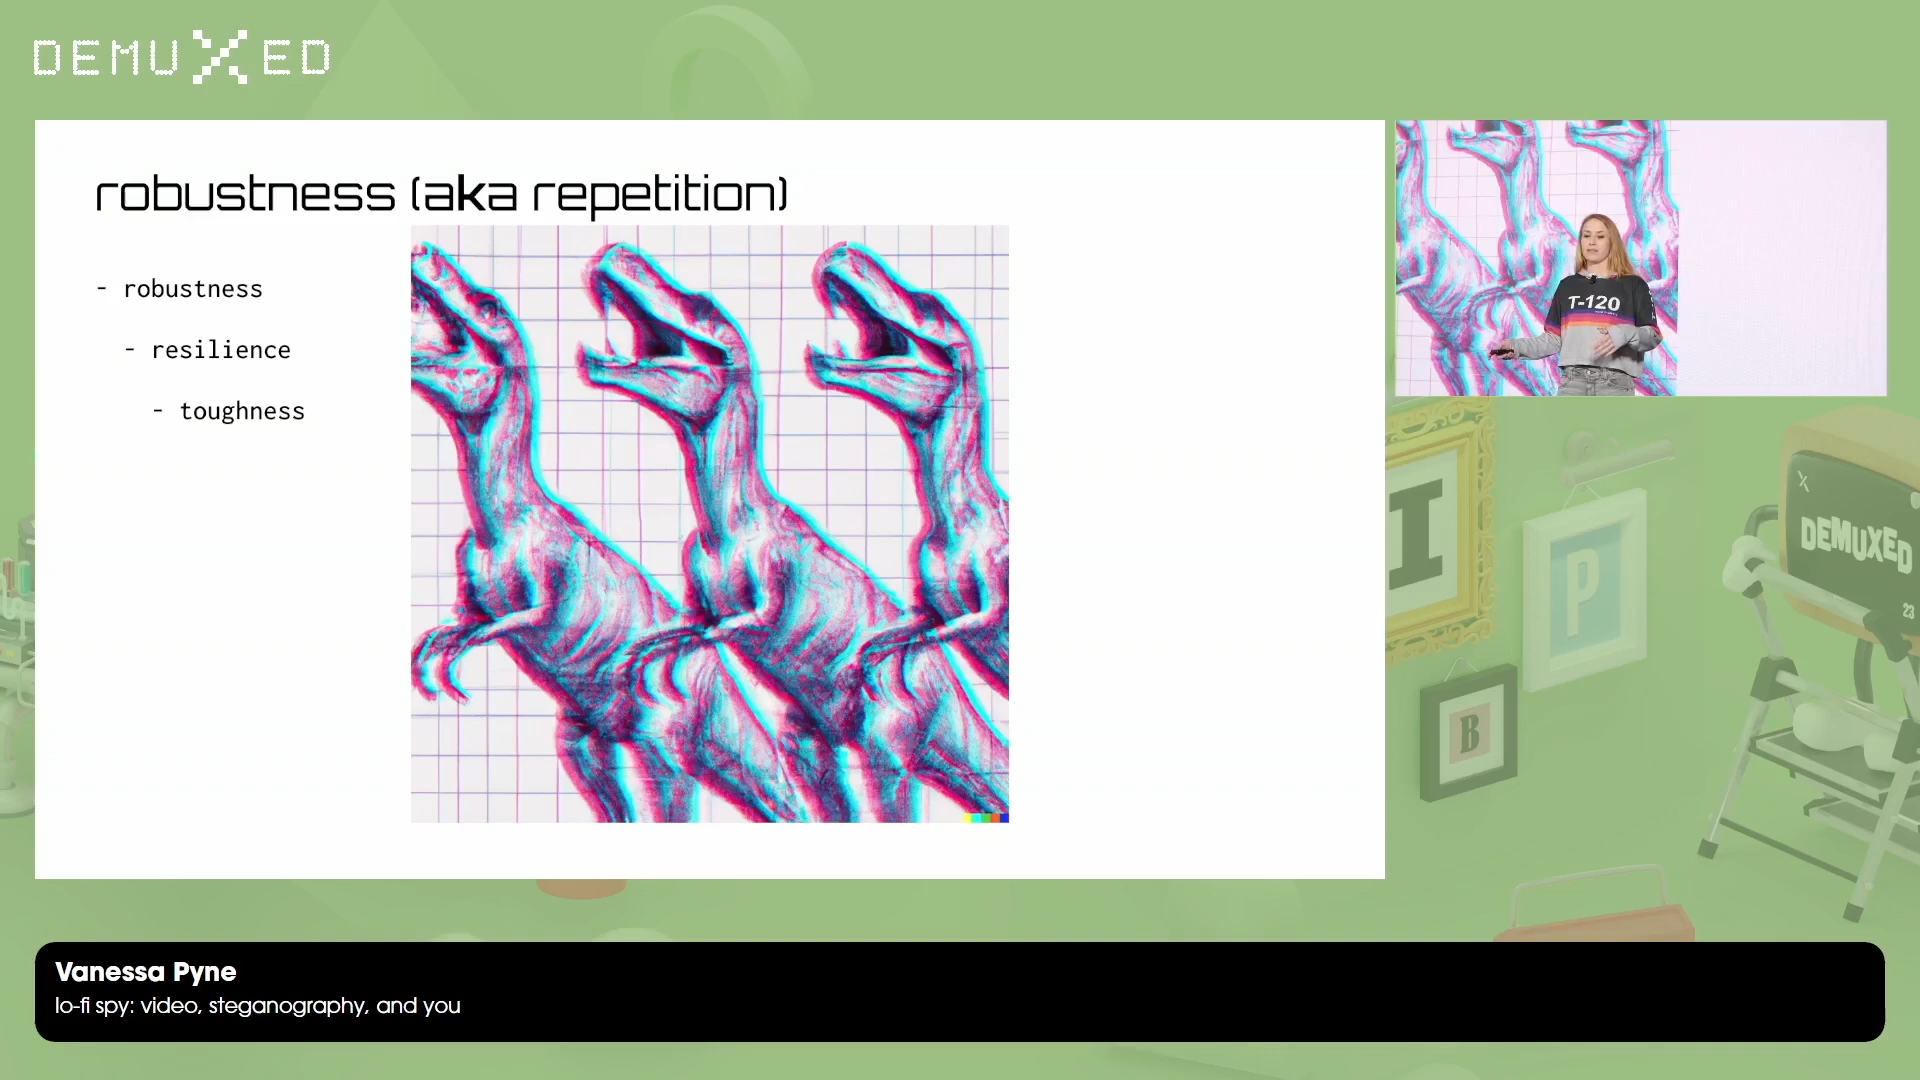 DEMUXED
robustness (aka repetition)
- robustness
- resilience
- toughness
T-120
I
P
B
DEMUXED
23
Vanessa Pyne
lo-fi spy: video, steganography, and you